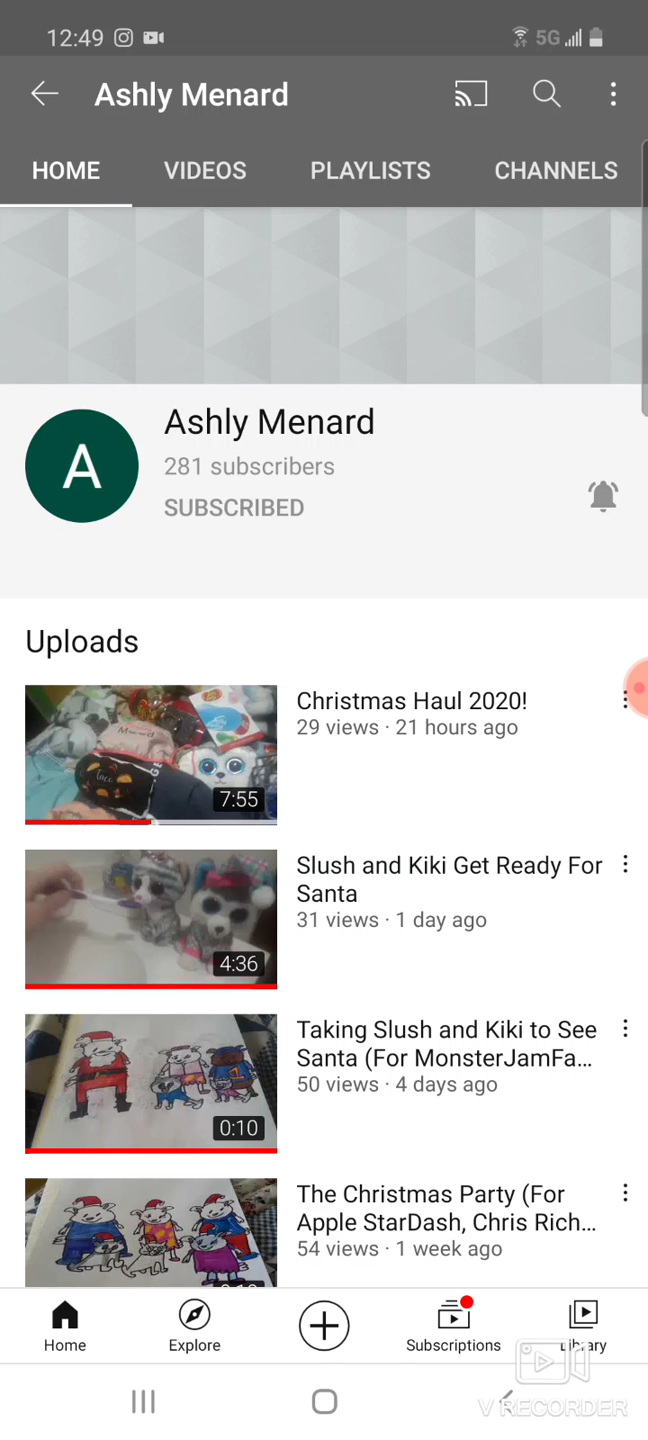 12:49 5G
Ashly Menard
HOME VIDEOS PLAYLISTS CHANNELS
A
Ashly Menard
281 subscribers
SUBSCRIBED
Uploads
Christmas Haul 2020!
29 views · 21 hours ago
7:55
Slush and Kiki Get Ready For
Santa
31 views · 1 day ago
4:36
Taking Slush and Kiki to See
Santa (For MonsterJamFa...
50 views · 4 days ago
0:10
The Christmas Party (For
Apple StarDash, Chris Rich...
54 views · 1 week ago
Home Explore Subscriptions Library
V RECORDER